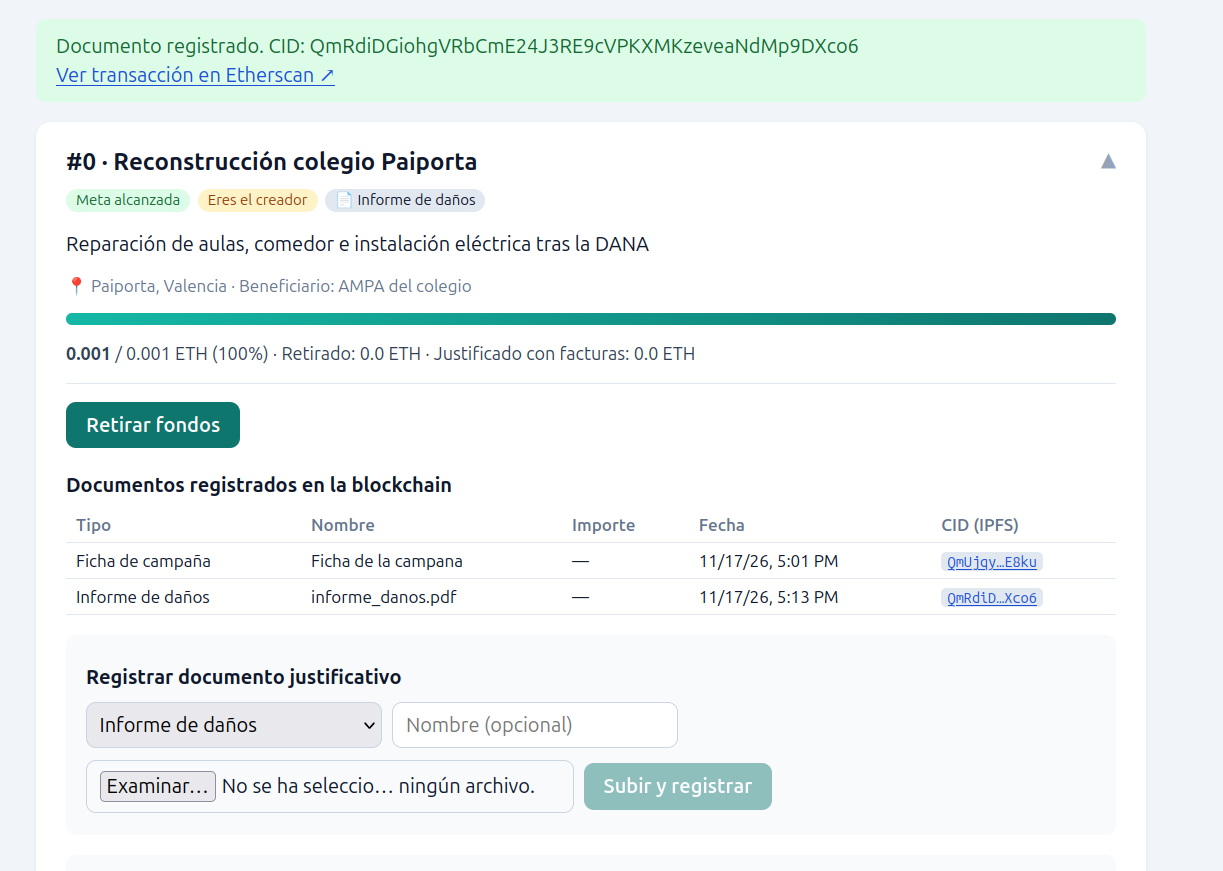 Documento registrado. CID: QmRdiDGiohgVRbCmE24J3RE9cVPKXMKzeveaNdMp9DXco6
Ver transacción en Etherscan ↗
#0 · Reconstrucción colegio Paiporta ▲
Meta alcanzada Eres el creador 📄 Informe de daños
Reparación de aulas, comedor e instalación eléctrica tras la DANA
📍 Paiporta, Valencia · Beneficiario: AMPA del colegio
0.001 / 0.001 ETH (100%) · Retirado: 0.0 ETH · Justificado con facturas: 0.0 ETH
Retirar fondos
Documentos registrados en la blockchain
Tipo Nombre Importe Fecha CID (IPFS)
Ficha de campaña Ficha de la campana — 11/17/26, 5:01 PM QmUjqy…E8ku
Informe de daños informe_danos.pdf — 11/17/26, 5:13 PM QmRdiD…Xco6
Registrar documento justificativo
Informe de daños Nombre (opcional)
Examinar… No se ha seleccio… ningún archivo. Subir y registrar